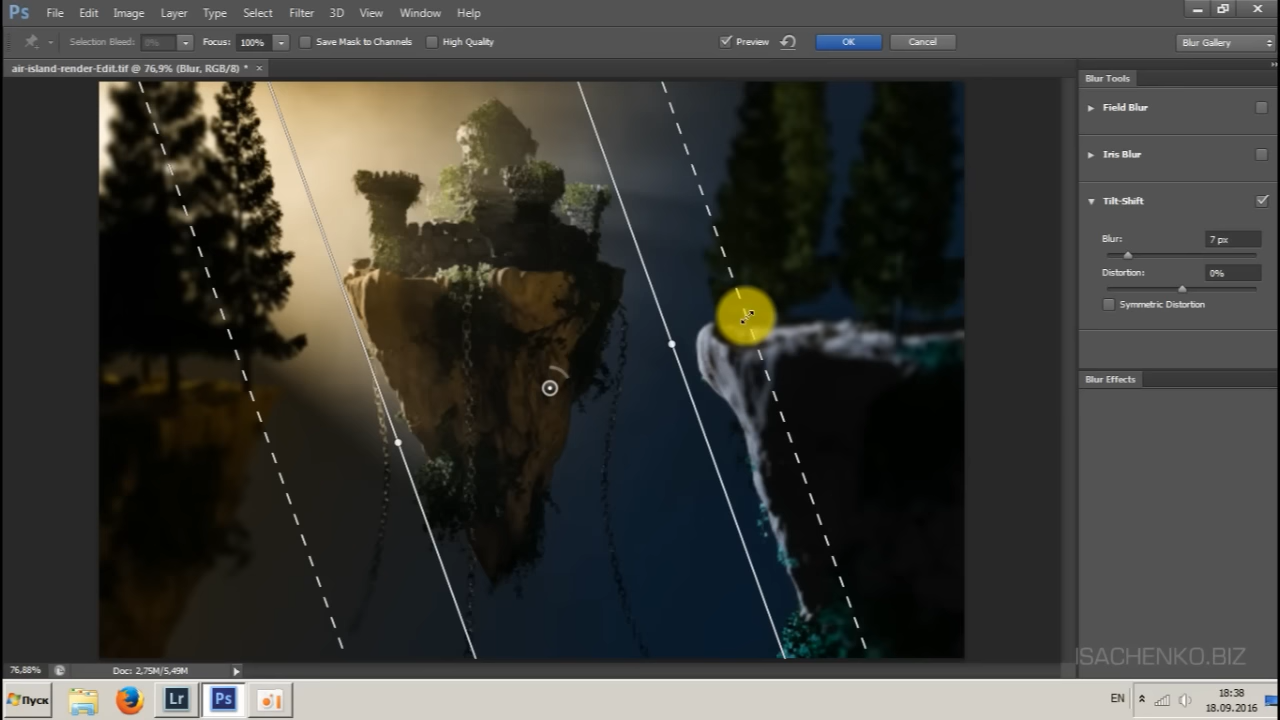 Ps File Edit Image Layer Type Select Filter 3D View Window Help
Selection Bleed: 0% Focus: 100% Save Mask to Channels High Quality Preview OK Cancel Blur Gallery
air-island-render-Edit.tif @ 76,9% (Blur, RGB/8) * ×
Blur Tools
Field Blur
Iris Blur
Tilt-Shift
Blur: 7 px
Distortion: 0%
Symmetric Distortion
Blur Effects
ISACHENKO.BIZ
76,88% Doc: 2,75M/5,49M
Пуск Lr Ps EN 18:38
18.09.2016